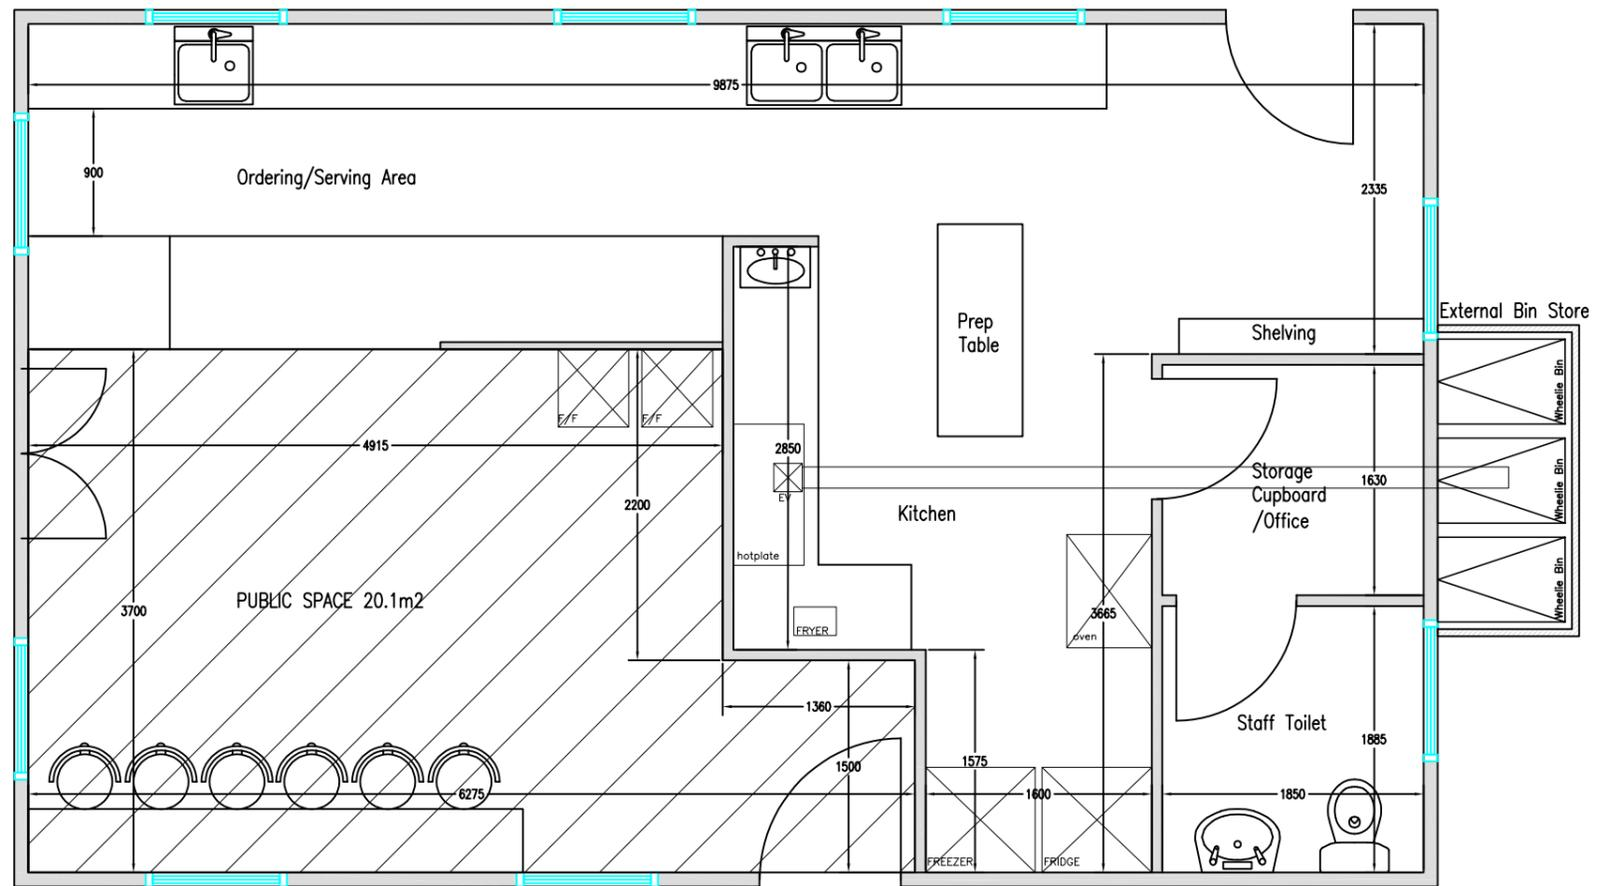 9875
900
Ordering/Serving Area
2335
External Bin Store
Prep
Table
Shelving
Wheelie Bin
F/F
F/F
4915
2850
2200
EV
Kitchen
Storage
Cupboard
/Office
1630
Wheelie Bin
hotplate
PUBLIC SPACE 20.1m2
3700
FRYER
3665
oven
Wheelie Bin
1360
Staff Toilet
1885
1500
1575
6275
1600
1850
FREEZER
FRIDGE